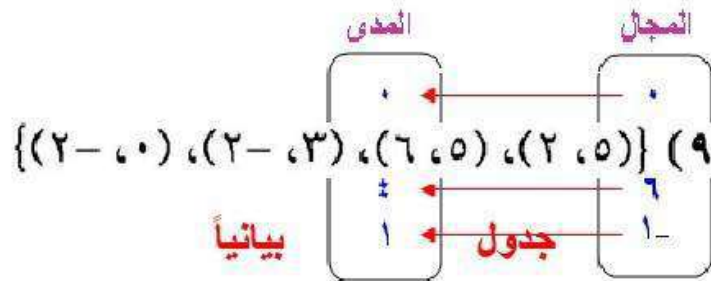 المجال المدى
٠ ٠
٩) {(٥، ٢)، (٥، ٦)، (٣، -٢)، (٠، -٢)}
٦ ٤
-١ جدول ١ بيانياً